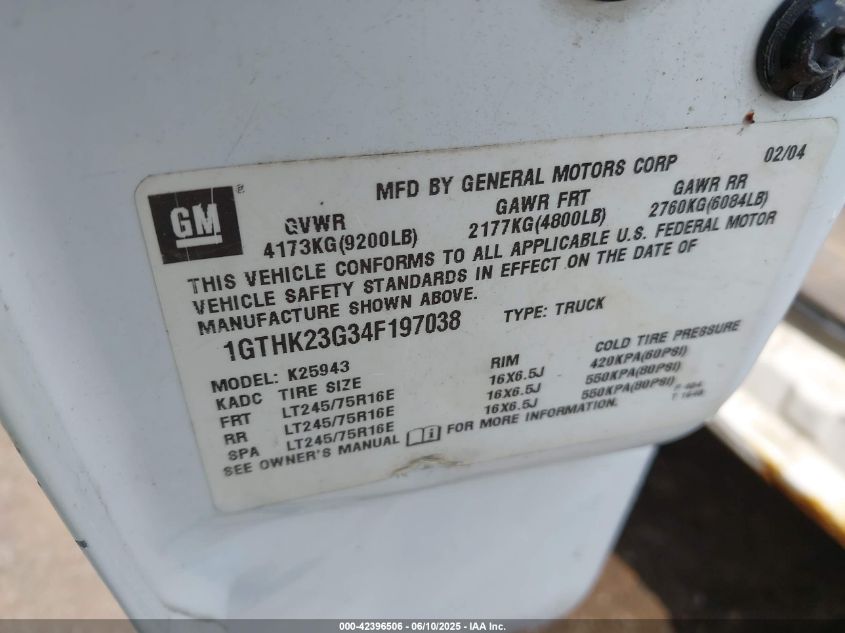 MFD BY GENERAL MOTORS CORP 02/04
GM®
GVWR GAWR FRT GAWR RR
4173KG(9200LB) 2177KG(4800LB) 2760KG(6084LB)
THIS VEHICLE CONFORMS TO ALL APPLICABLE U.S. FEDERAL MOTOR
VEHICLE SAFETY STANDARDS IN EFFECT ON THE DATE OF
MANUFACTURE SHOWN ABOVE.
1GTHK23G34F197038 TYPE: TRUCK
MODEL: K25943
KADC TIRE SIZE RIM COLD TIRE PRESSURE
FRT LT245/75R16E 16X6.5J 420KPA(60PSI)
RR LT245/75R16E 16X6.5J 550KPA(80PSI)
SPA LT245/75R16E 16X6.5J 550KPA(80PSI)
SEE OWNER'S MANUAL FOR MORE INFORMATION.
000-42396506 - 06/10/2025 - IAA Inc.